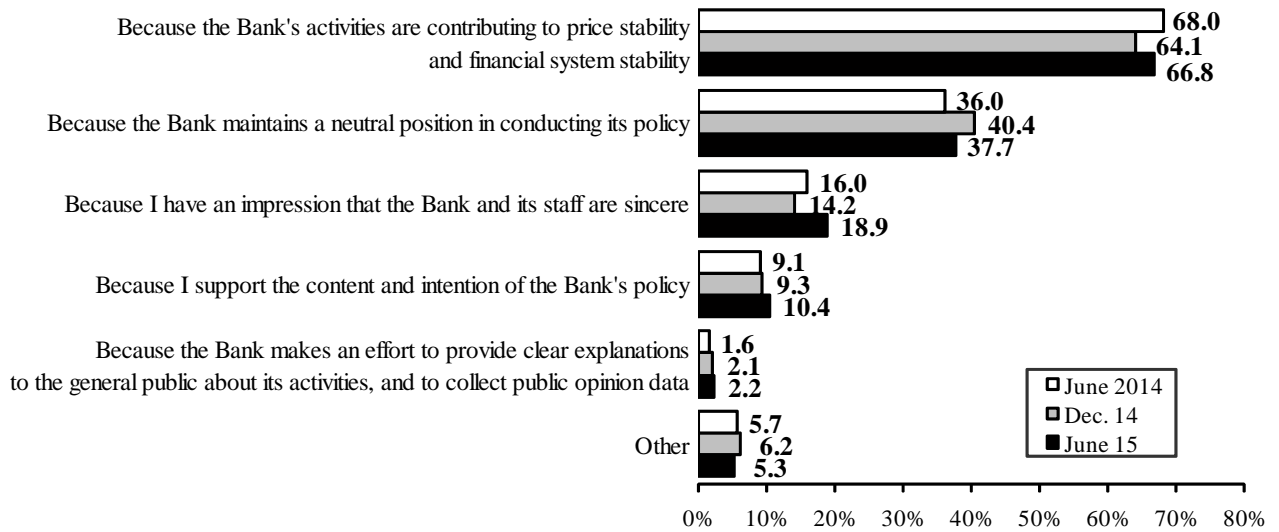 Because the Bank's activities are contributing to price stability
and financial system stability
68.0
64.1
66.8
Because the Bank maintains a neutral position in conducting its policy
36.0
40.4
37.7
Because I have an impression that the Bank and its staff are sincere
16.0
14.2
18.9
Because I support the content and intention of the Bank's policy
9.1
9.3
10.4
Because the Bank makes an effort to provide clear explanations
to the general public about its activities, and to collect public opinion data
1.6
2.1
2.2
Other
5.7
6.2
5.3
June 2014
Dec. 14
June 15
0% 10% 20% 30% 40% 50% 60% 70% 80%